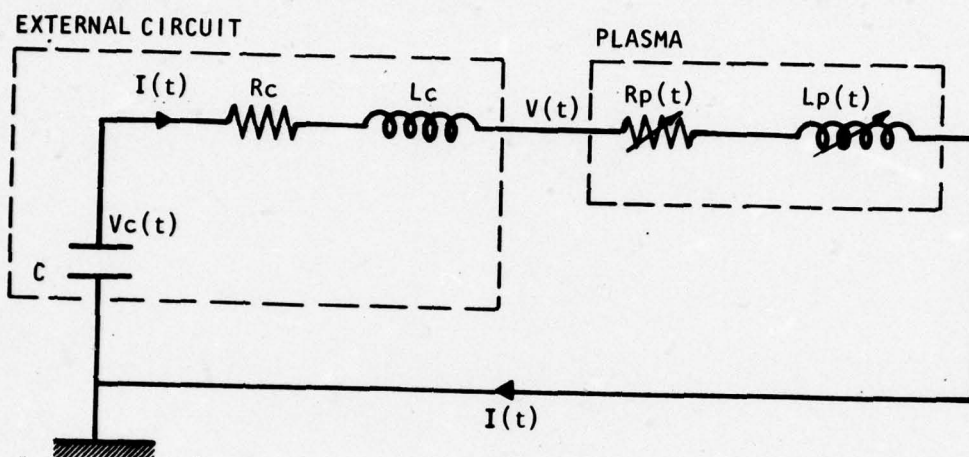 EXTERNAL CIRCUIT
PLASMA
I(t)
Rc
Lc
V(t)
Rp(t)
Lp(t)
Vc(t)
C
I(t)